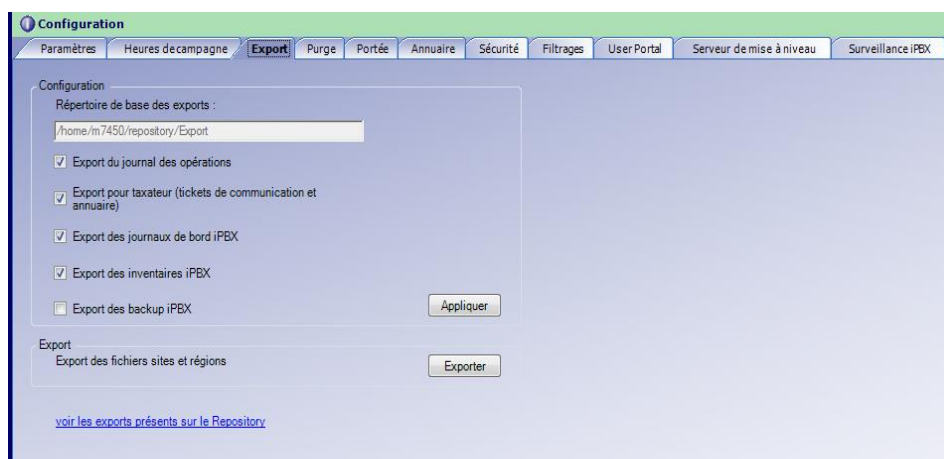 Configuration
Paramètres Heures de campagne Export Purge Portée Annuaire Sécurité Filtrages User Portal Serveur de mise à niveau Surveillance iPBX
Configuration
Répertoire de base des exports :
/home/m7450/repository/Export
Export du journal des opérations
Export pour taxateur (tickets de communication et
annuaire)
Export des journaux de bord iPBX
Export des inventaires iPBX
Export des backup iPBX
Appliquer
Export
Export des fichiers sites et régions
Exporter
voir les exports présents sur le Repository